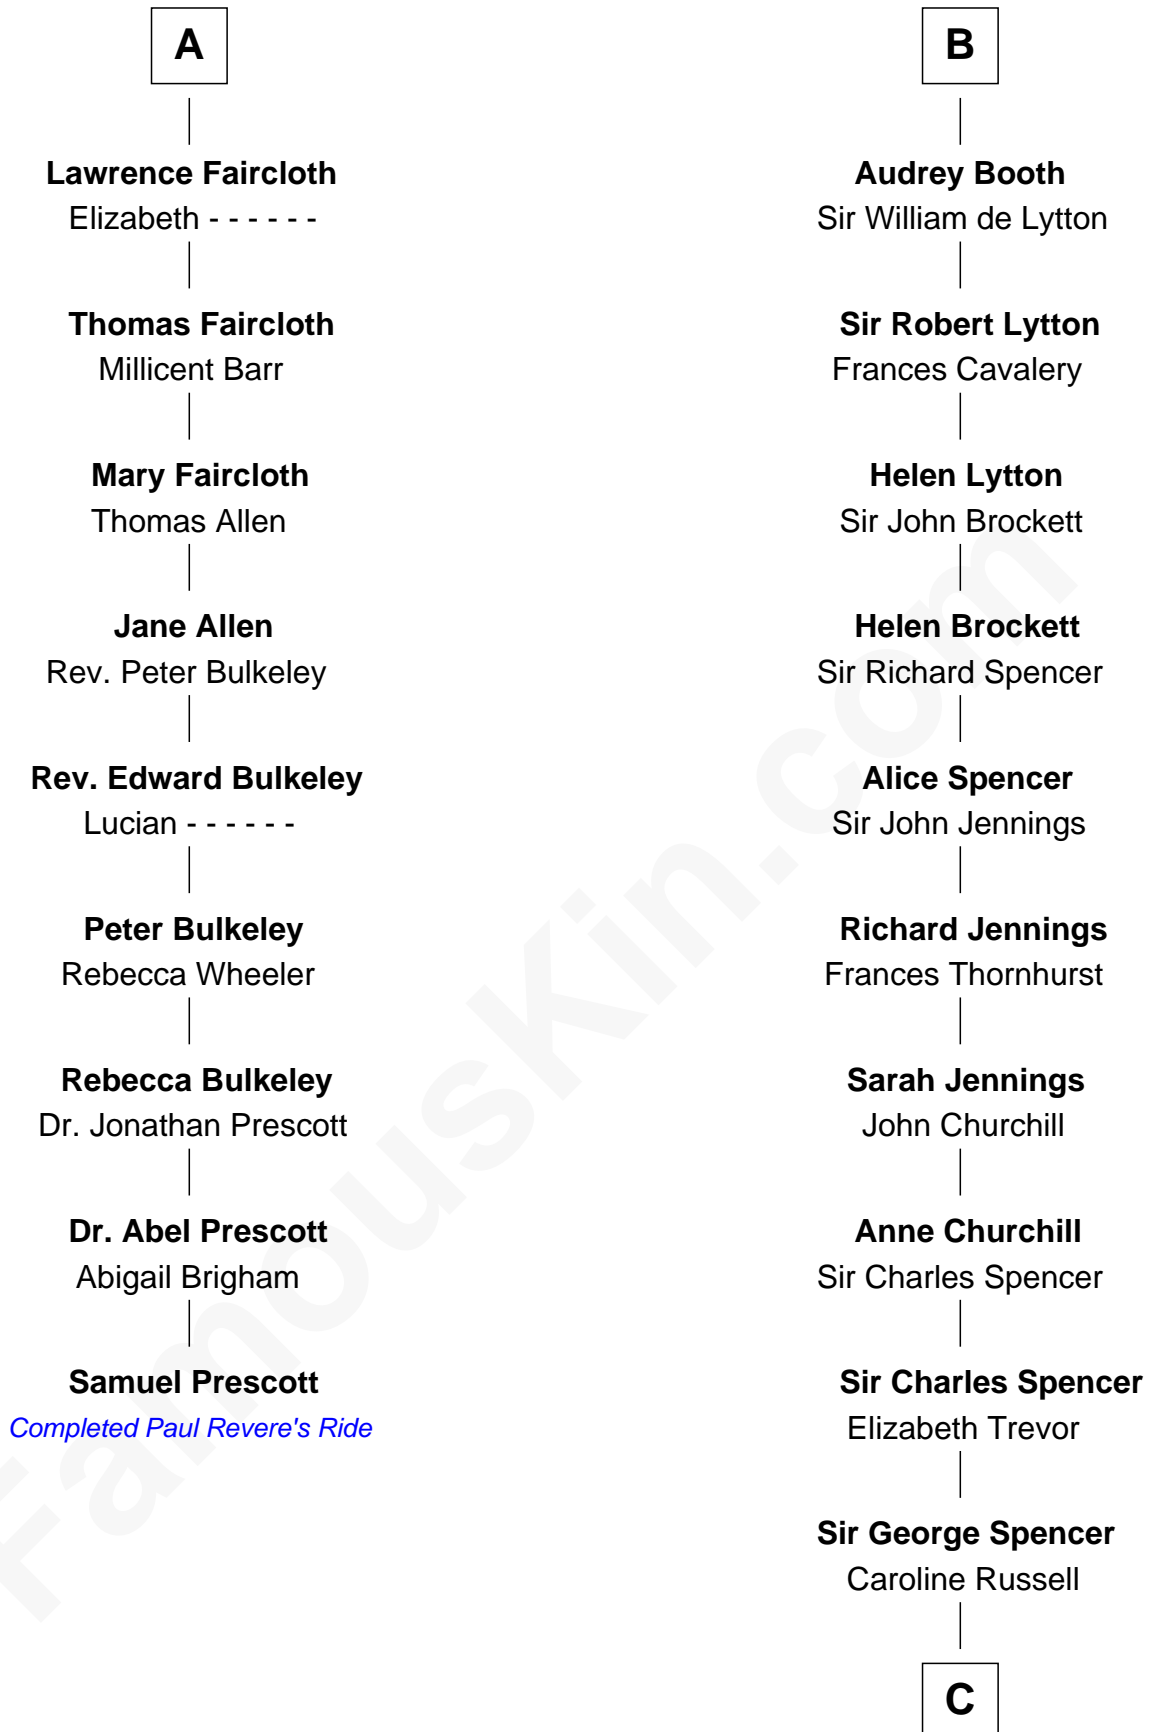 A
Lawrence Faircloth
Elizabeth - - - - - -
Thomas Faircloth
Millicent Barr
Mary Faircloth
Thomas Allen
Jane Allen
Rev. Peter Bulkeley
Rev. Edward Bulkeley
Lucian - - - - - -
Peter Bulkeley
Rebecca Wheeler
Rebecca Bulkeley
Dr. Jonathan Prescott
Dr. Abel Prescott
Abigail Brigham
Samuel Prescott
Completed Paul Revere's Ride
B
Audrey Booth
Sir William de Lytton
Sir Robert Lytton
Frances Cavalery
Helen Lytton
Sir John Brockett
Helen Brockett
Sir Richard Spencer
Alice Spencer
Sir John Jennings
Richard Jennings
Frances Thornhurst
Sarah Jennings
John Churchill
Anne Churchill
Sir Charles Spencer
Sir Charles Spencer
Elizabeth Trevor
Sir George Spencer
Caroline Russell
C
FamousKin.com